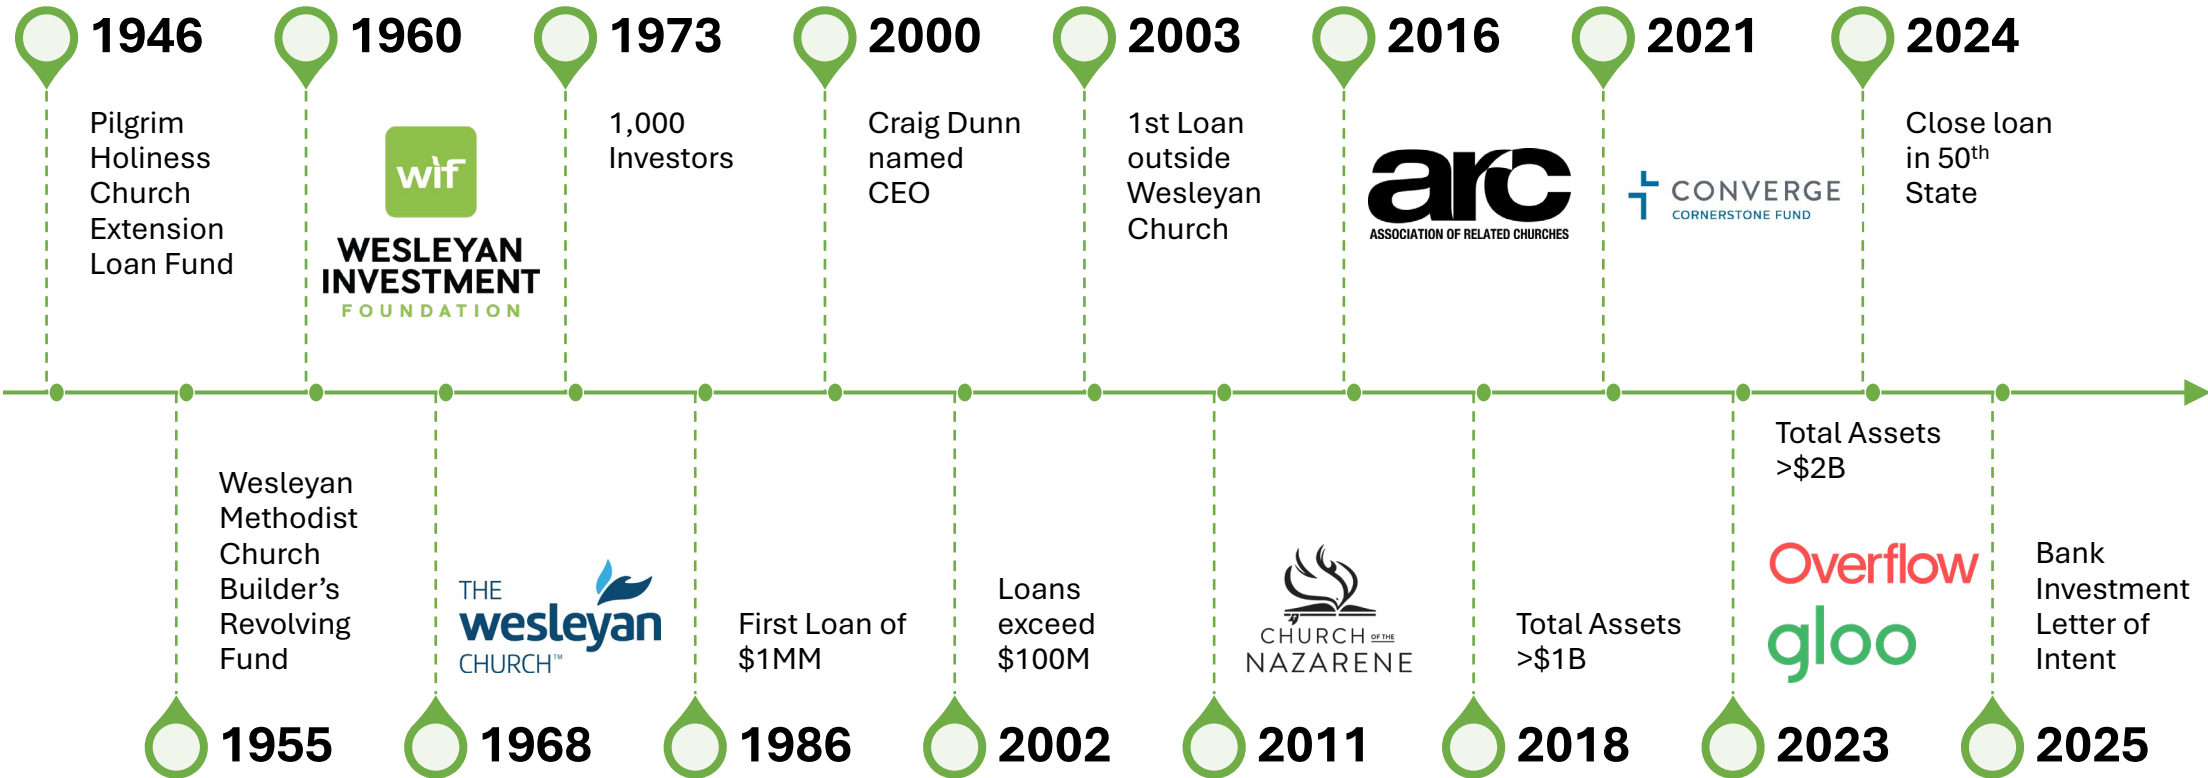 1946
Pilgrim
Holiness
Church
Extension
Loan Fund
1960
wif
WESLEYAN
INVESTMENT
FOUNDATION
1973
1,000
Investors
2000
Craig Dunn
named
CEO
2003
1st Loan
outside
Wesleyan
Church
2016
arc
ASSOCIATION OF RELATED CHURCHES
2021
CONVERGE
CORNERSTONE FUND
2024
Close loan
in 50th
State
Wesleyan
Methodist
Church
Builder’s
Revolving
Fund
1955
THE
wesleyan
CHURCH™
1968
First Loan of
$1MM
1986
Loans
exceed
$100M
2002
CHURCH OF THE
NAZARENE
2011
Total Assets
>$1B
2018
Total Assets
>$2B
Overflow
gloo
2023
Bank
Investment
Letter of
Intent
2025